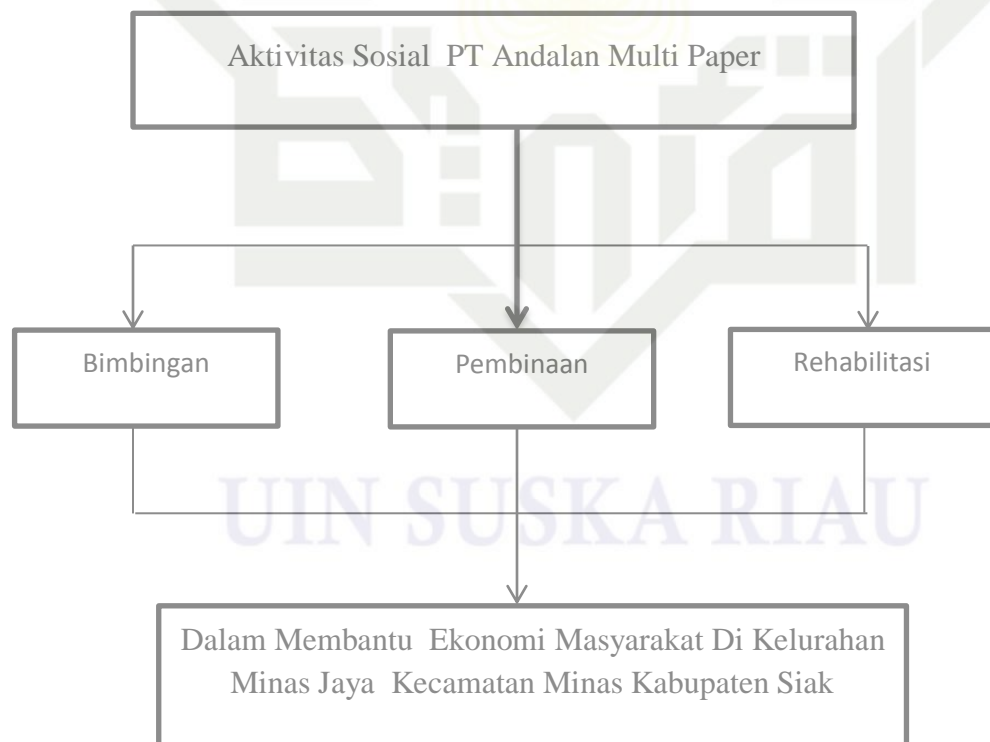 Aktivitas Sosial PT Andalan Multi Paper
Bimbingan
Pembinaan
Rehabilitasi
UIN SUSKA RIAU
Dalam Membantu Ekonomi Masyarakat Di Kelurahan
Minas Jaya Kecamatan Minas Kabupaten Siak